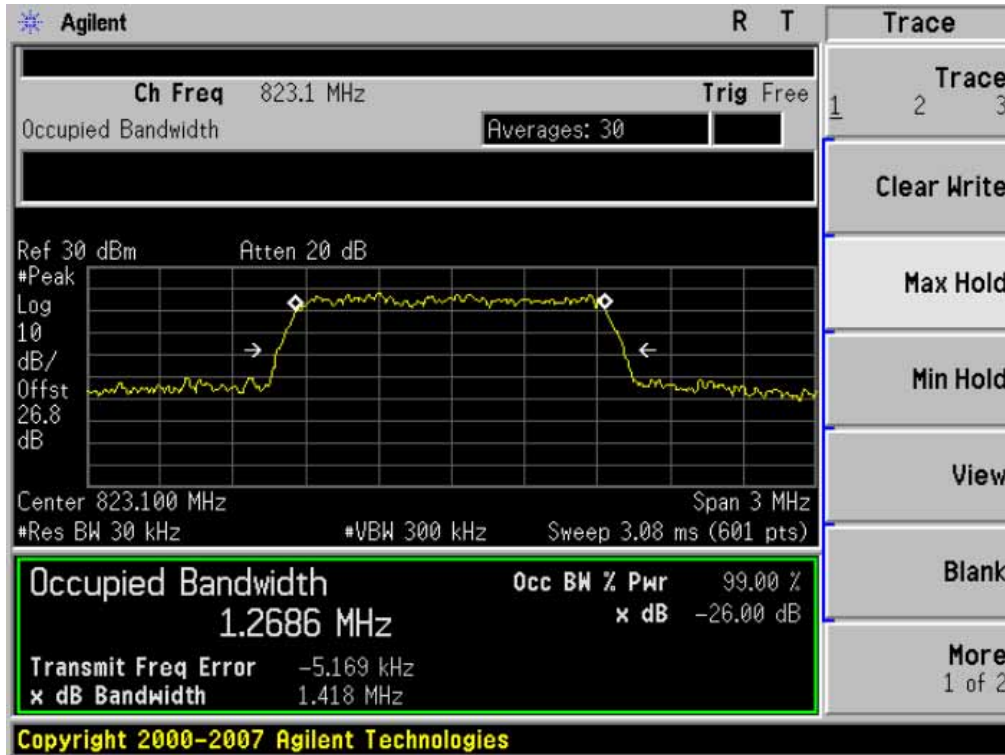 Agilent R T
Trace
Ch Freq 823.1 MHz Trig Free
Occupied Bandwidth Averages: 30
Ref 30 dBm Atten 20 dB
#Peak
Log
10
dB/
Offst
26.8
dB
Center 823.100 MHz Span 3 MHz
#Res BW 30 kHz #VBW 300 kHz Sweep 3.08 ms (601 pts)
Occupied Bandwidth Occ BW % Pwr 99.00 %
1.2686 MHz x dB -26.00 dB
Transmit Freq Error -5.169 kHz
x dB Bandwidth 1.418 MHz
Copyright 2000-2007 Agilent Technologies
Trace
1 2 3
Clear Write
Max Hold
Min Hold
View
Blank
More
1 of 2